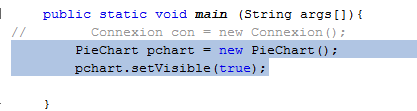 public static void main (String args[]){
// Connexion con = new Connexion();
PieChart pchart = new PieChart();
pchart.setVisible(true);
}